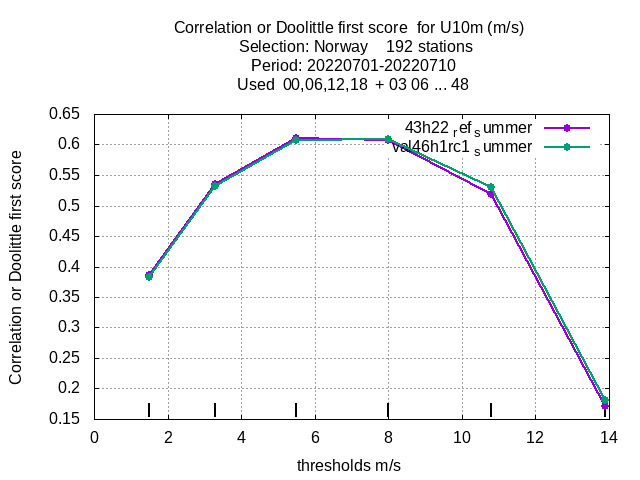 Correlation or Doolittle first score  for U10m (m/s)
Selection: Norway    192 stations
Period: 20220701-20220710
Used  00,06,12,18  + 03 06 ... 48
43h22 ref summer
val46h1rc1 summer
Correlation or Doolittle first score
0.65
0.6
0.55
0.5
0.45
0.4
0.35
0.3
0.25
0.2
0.15
0 2 4 6 8 10 12 14
thresholds m/s